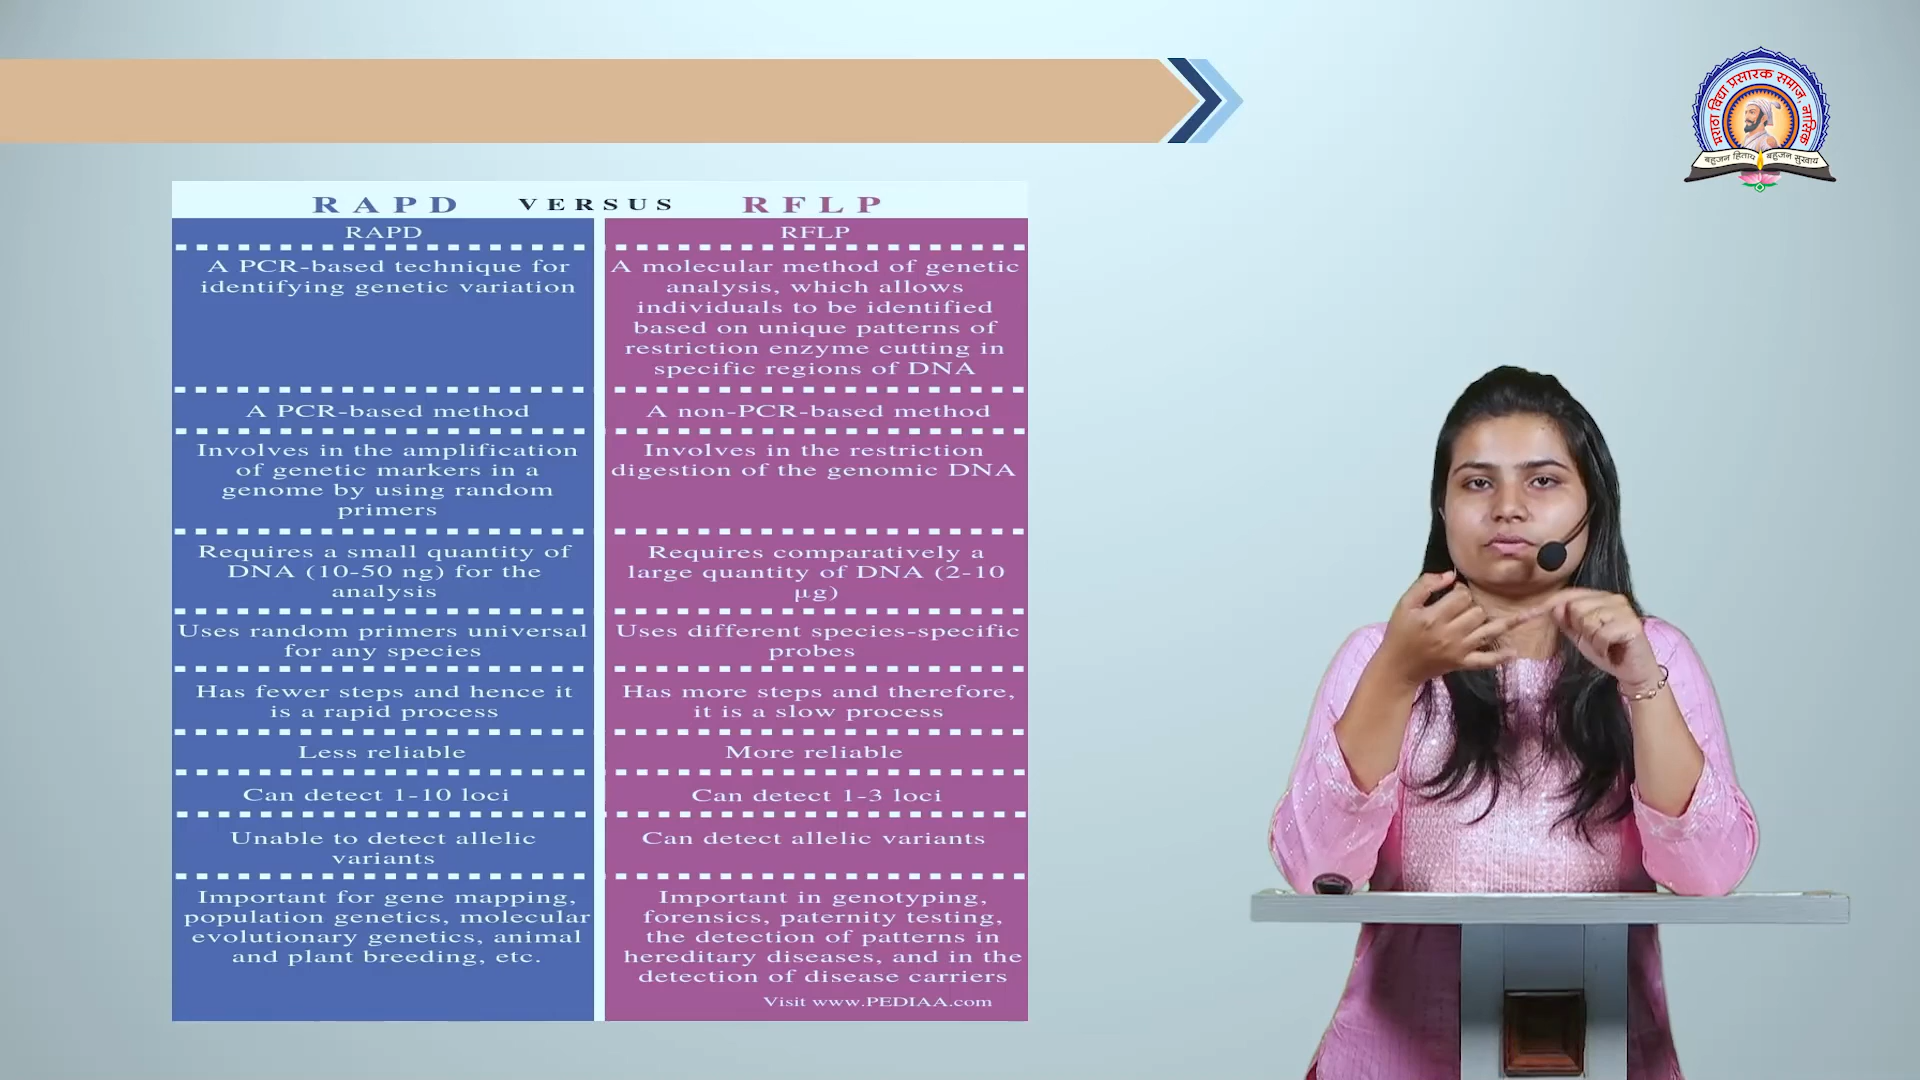 मराठा विद्या प्रसारक समाज, नासिक
बहुजन हिताय बहुजन सुखाय
RAPD VERSUS RFLP
RAPD
A PCR-based technique for
identifying genetic variation
A PCR-based method
Involves in the amplification
of genetic markers in a
genome by using random
primers
Requires a small quantity of
DNA (10-50 ng) for the
analysis
Uses random primers universal
for any species
Has fewer steps and hence it
is a rapid process
Less reliable
Can detect 1-10 loci
Unable to detect allelic
variants
Important for gene mapping,
population genetics, molecular
evolutionary genetics, animal
and plant breeding, etc.
RFLP
A molecular method of genetic
analysis, which allows
individuals to be identified
based on unique patterns of
restriction enzyme cutting in
specific regions of DNA
A non-PCR-based method
Involves in the restriction
digestion of the genomic DNA
Requires comparatively a
large quantity of DNA (2-10
µg)
Uses different species-specific
probes
Has more steps and therefore,
it is a slow process
More reliable
Can detect 1-3 loci
Can detect allelic variants
Important in genotyping,
forensics, paternity testing,
the detection of patterns in
hereditary diseases, and in the
detection of disease carriers
Visit www.PEDIAA.com